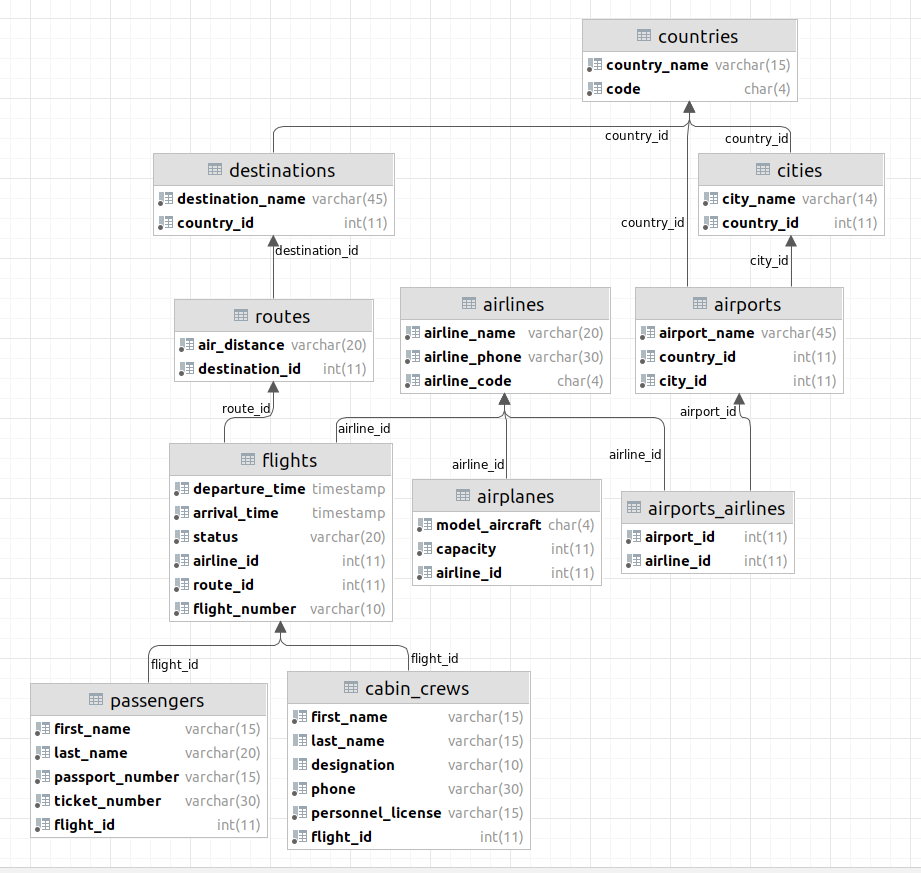 countries
country_name varchar(15)
code char(4)
country_id
country_id
destinations
destination_name varchar(45)
country_id int(11)
cities
city_name varchar(14)
country_id int(11)
country_id
destination_id
city_id
routes
air_distance varchar(20)
destination_id int(11)
airlines
airline_name varchar(20)
airline_phone varchar(30)
airline_code char(4)
airports
airport_name varchar(45)
country_id int(11)
city_id int(11)
route_id
airline_id
airline_id
airline_id
airport_id
flights
departure_time timestamp
arrival_time timestamp
status varchar(20)
airline_id int(11)
route_id int(11)
flight_number varchar(10)
airplanes
model_aircraft char(4)
capacity int(11)
airline_id int(11)
airports_airlines
airport_id int(11)
airline_id int(11)
flight_id
flight_id
passengers
first_name varchar(15)
last_name varchar(20)
passport_number varchar(15)
ticket_number varchar(30)
flight_id int(11)
cabin_crews
first_name varchar(15)
last_name varchar(15)
designation varchar(10)
phone varchar(30)
personnel_license varchar(15)
flight_id int(11)